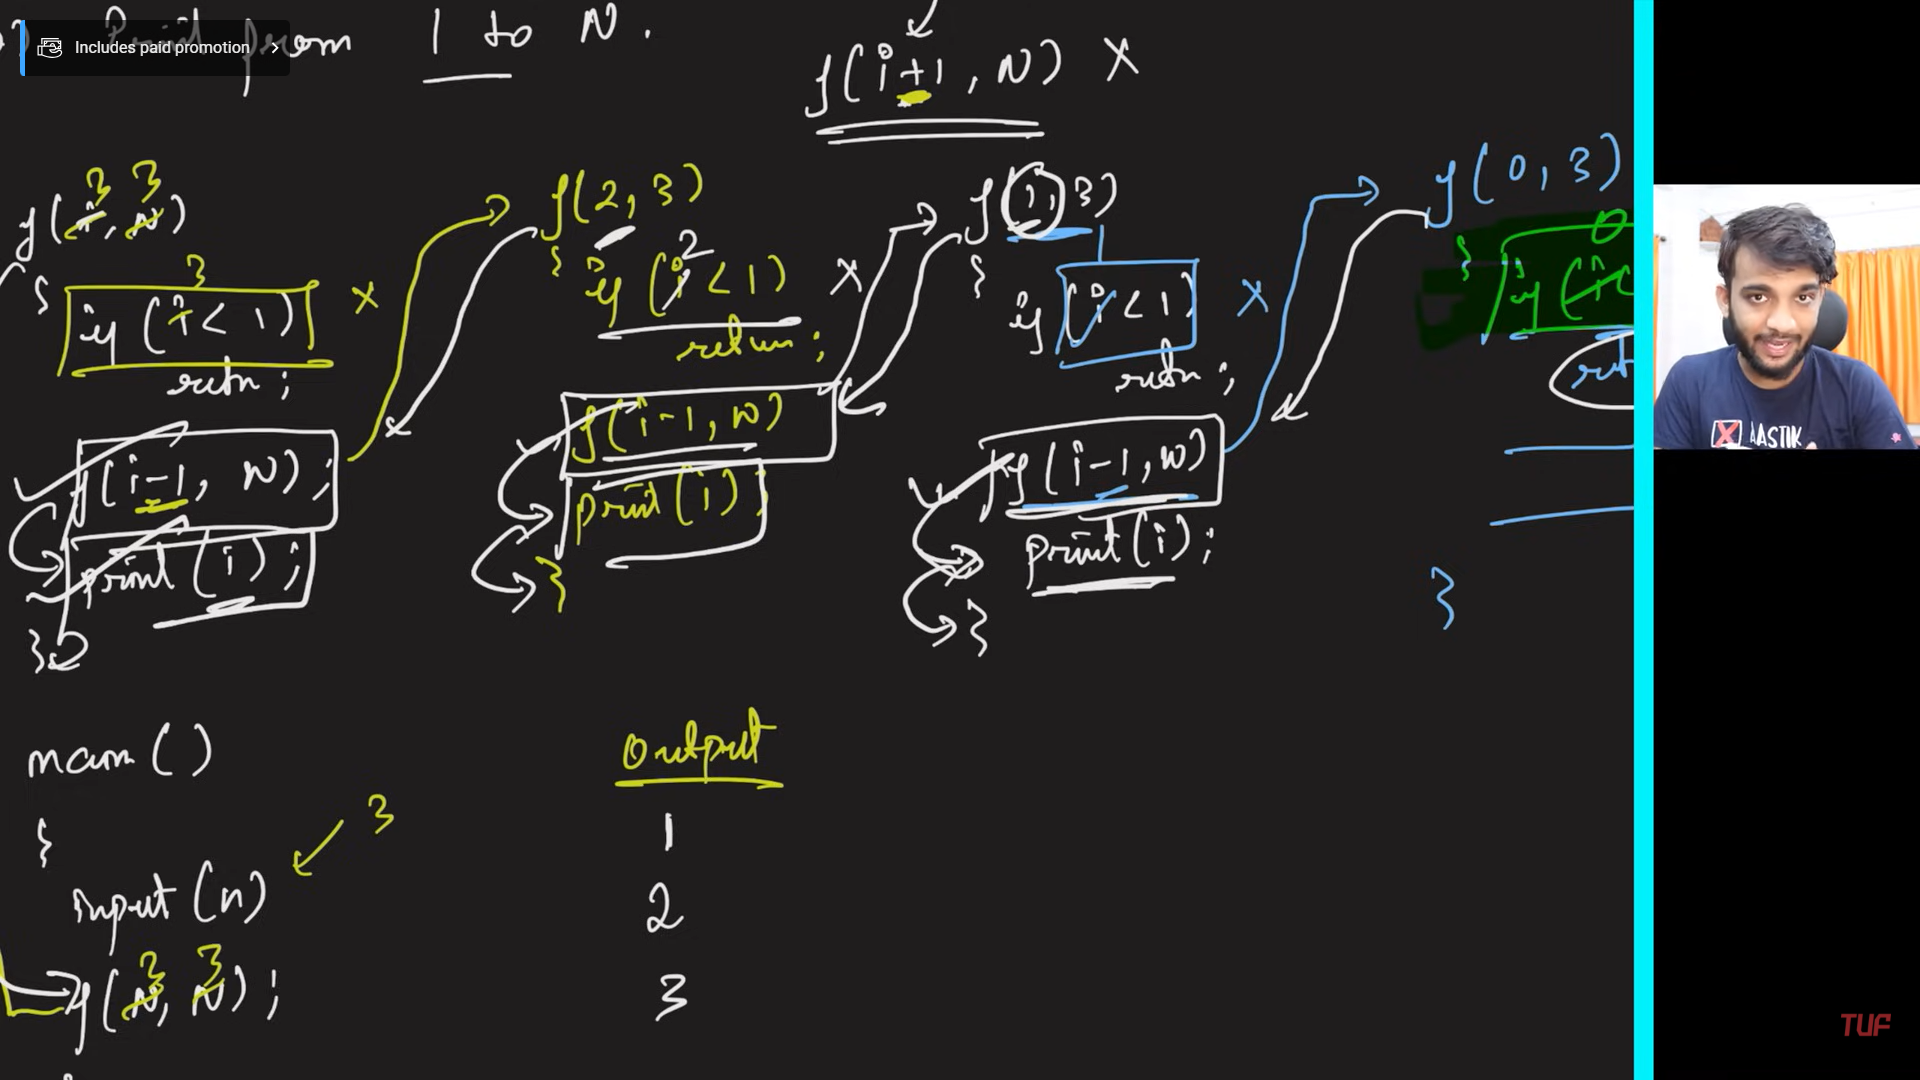 Includes paid promotion
Print from 1 to N.
f(i+1, N) X
f(i, N)
3 3
{
if (i < 1) X
3
return;
f(i-1, N);
print(i);
}
f(2, 3)
{
if (i < 1) X
2
return;
f(i-1, N)
print(i);
}
f(1, 3)
{
if (i < 1) X
return;
f(i-1, N)
print(i);
}
f(0, 3)
{
0
if (i <
}
main()
{
input(n)
3
f(N, N);
3 3
Output
1
2
3
AASTIK
TUF